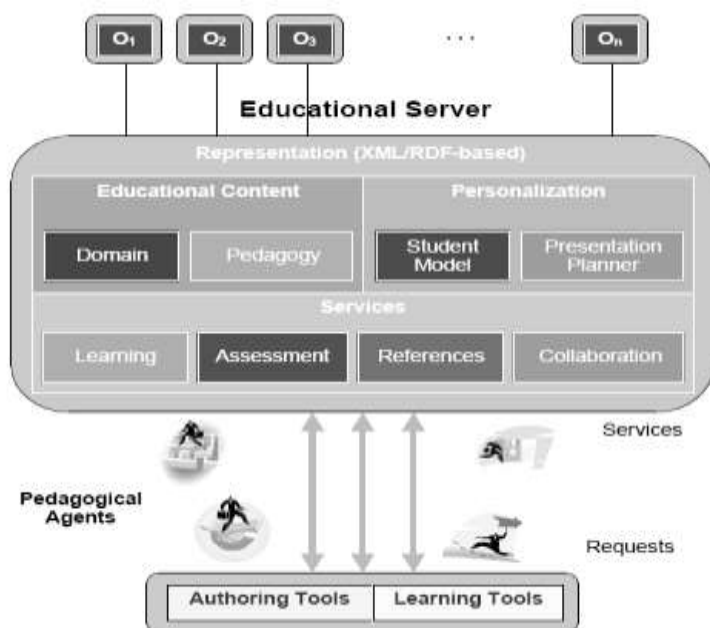 O1 O2 O3 ... On
Educational Server
Representation (XML/RDF-based)
Educational Content
Personalization
Domain
Pedagogy
Student
Model
Presentation
Planner
Services
Learning
Assessment
References
Collaboration
Services
Pedagogical
Agents
Requests
Authoring Tools
Learning Tools